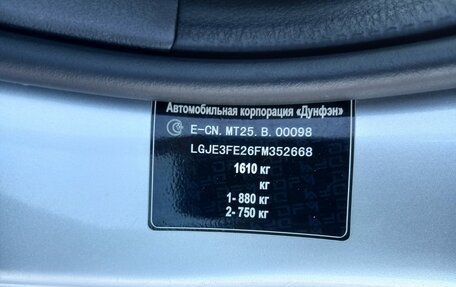 Автомобильная корпорация «Дунфэн»
E-CN. MT25. B. 00098
LGJE3FE26FM352668
1610 кг
кг
1- 880 кг
2- 750 кг